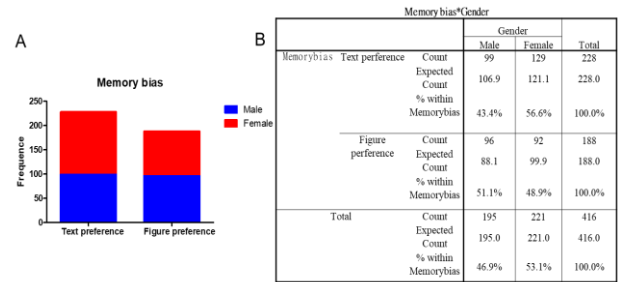 A
Memory bias
Frequence
250
200
150
100
50
0
Text preference Figure preference
Male
Female
B
Memory bias*Gender
Gender
Male Female Total
Memorybias Text perference Count 99 129 228
Expected Count 106.9 121.1 228.0
% within Memorybias 43.4% 56.6% 100.0%
Figure perference Count 96 92 188
Expected Count 88.1 99.9 188.0
% within Memorybias 51.1% 48.9% 100.0%
Total Count 195 221 416
Expected Count 195.0 221.0 416.0
% within Memorybias 46.9% 53.1% 100.0%